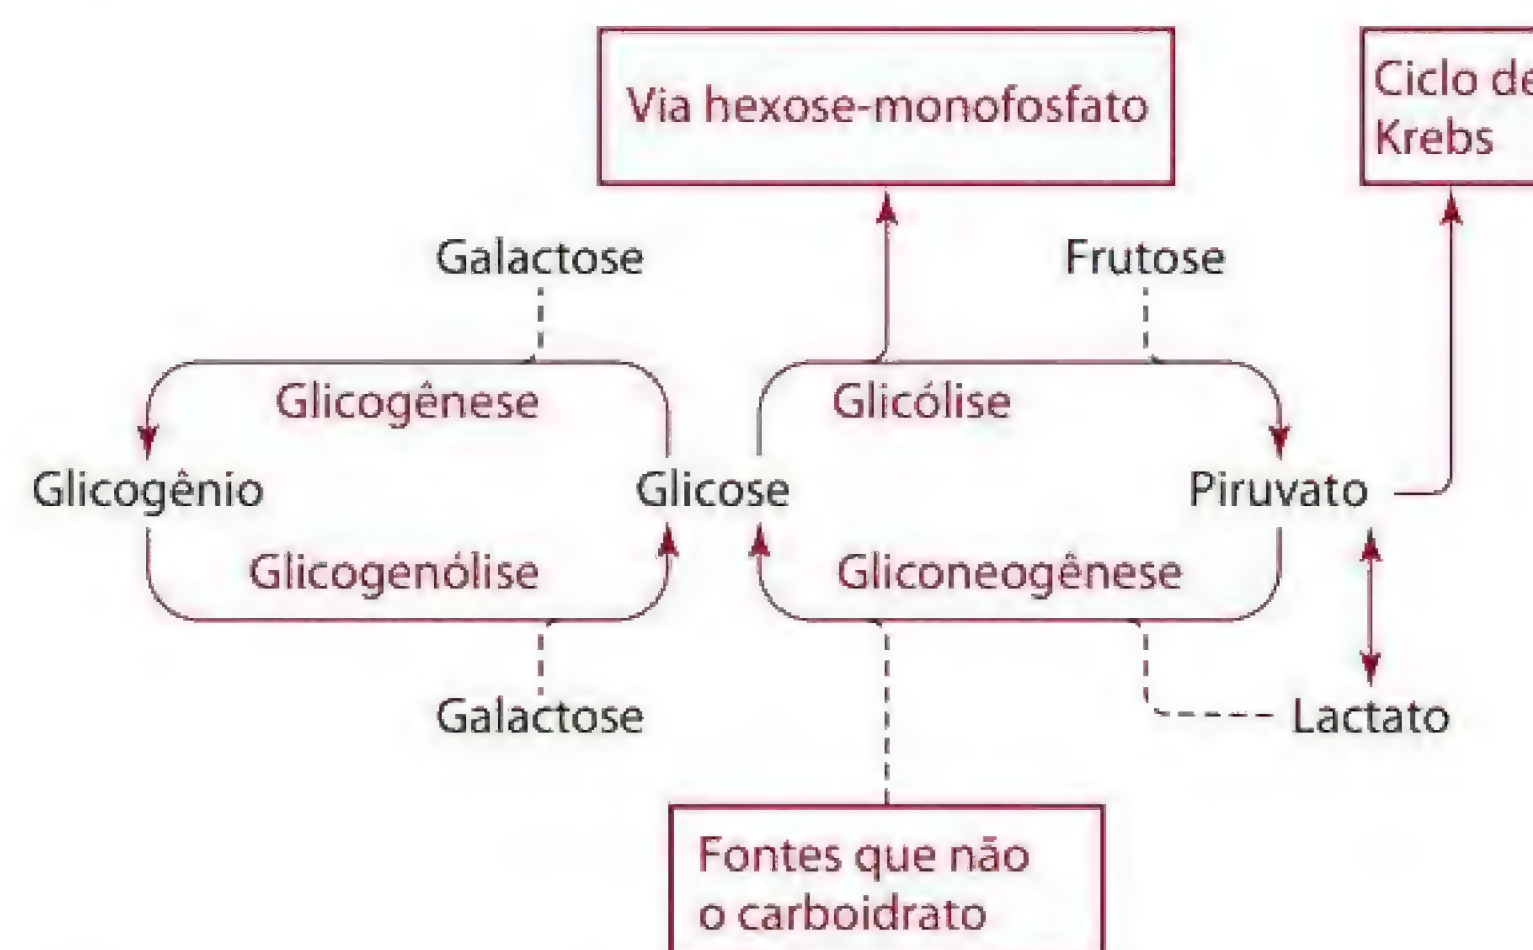 Via hexose-monofosfato
Ciclo de
Krebs
Galactose
Frutose
Glicogênese
Glicólise
Glicogênio
Glicose
Piruvato
Glicogenólise
Gliconeogênese
Galactose
Lactato
Fontes que não
o carboidrato